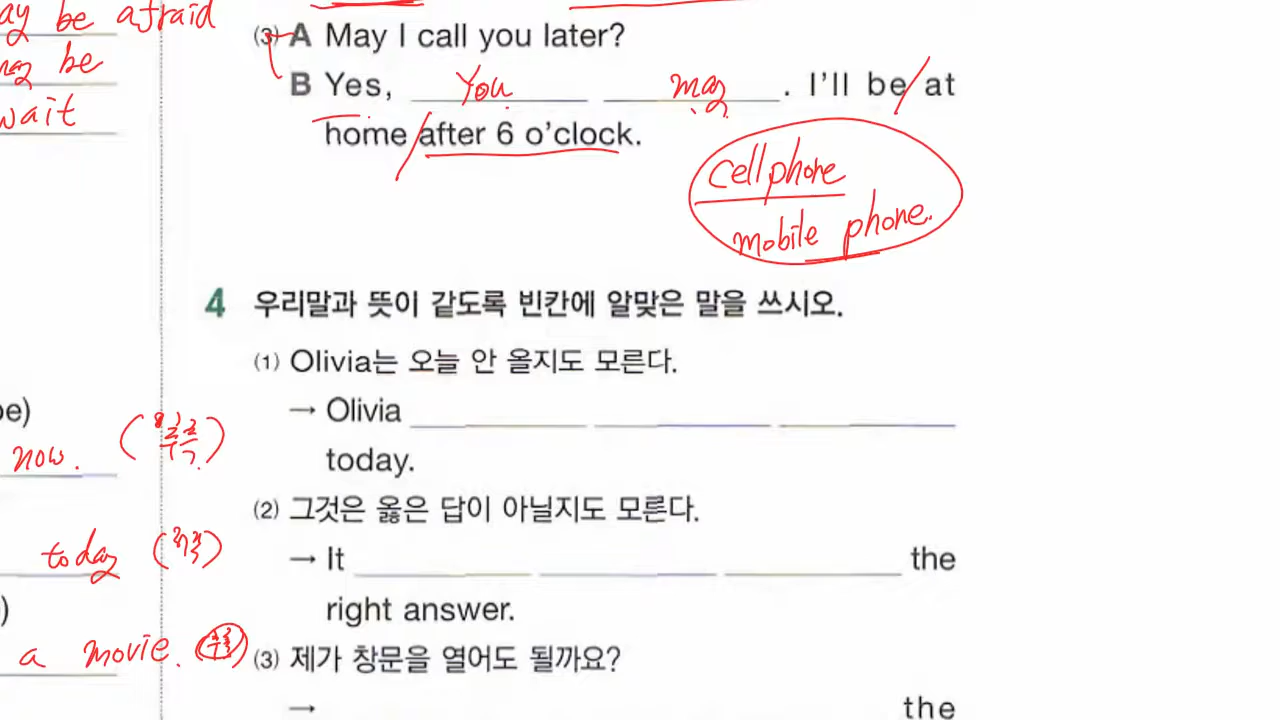 ay be afraid
may be
wait
(3) A May I call you later?
B Yes, You may . I'll be / at
home / after 6 o'clock.
cellphone
mobile phone.
4 우리말과 뜻이 같도록 빈칸에 알맞은 말을 쓰시오.
(1) Olivia는 오늘 안 올지도 모른다.
→ Olivia
today.
be)
now. (
(2) 그것은 옳은 답이 아닐지도 모른다.
→ It the
right answer.
today (
)
a movie.
(3) 제가 창문을 열어도 될까요?
→ the